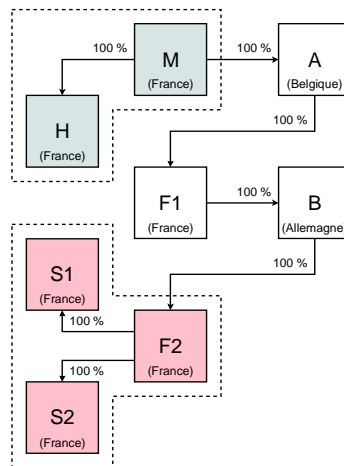 100 %
M
(France)
100 %
A
(Belgique)
H
(France)
100 %
F1
(France)
100 %
B
(Allemagne)
100 %
S1
(France)
100 %
F2
(France)
100 %
S2
(France)